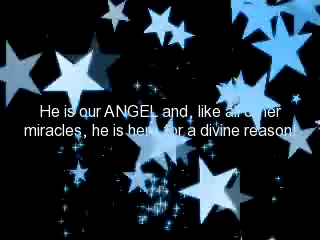 He is our ANGEL and, like all other
miracles, he is here for a divine reason!